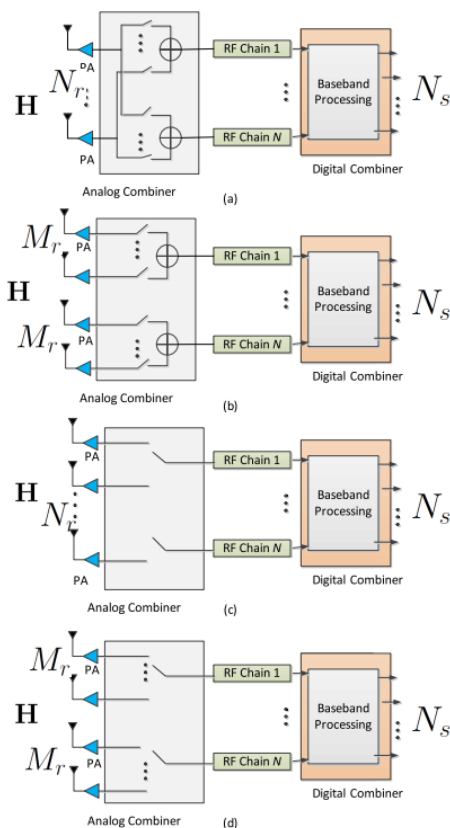 PA
N_r
H
PA
Analog Combiner
RF Chain 1
RF Chain N
Baseband
Processing
Digital Combiner
N_s
(a)
M_r
PA
H
M_r
PA
Analog Combiner
RF Chain 1
RF Chain N
Baseband
Processing
Digital Combiner
N_s
(b)
PA
H
N_r
PA
Analog Combiner
RF Chain 1
RF Chain N
Baseband
Processing
Digital Combiner
N_s
(c)
M_r
PA
H
PA
M_r
Analog Combiner
RF Chain 1
RF Chain N
Baseband
Processing
Digital Combiner
N_s
(d)